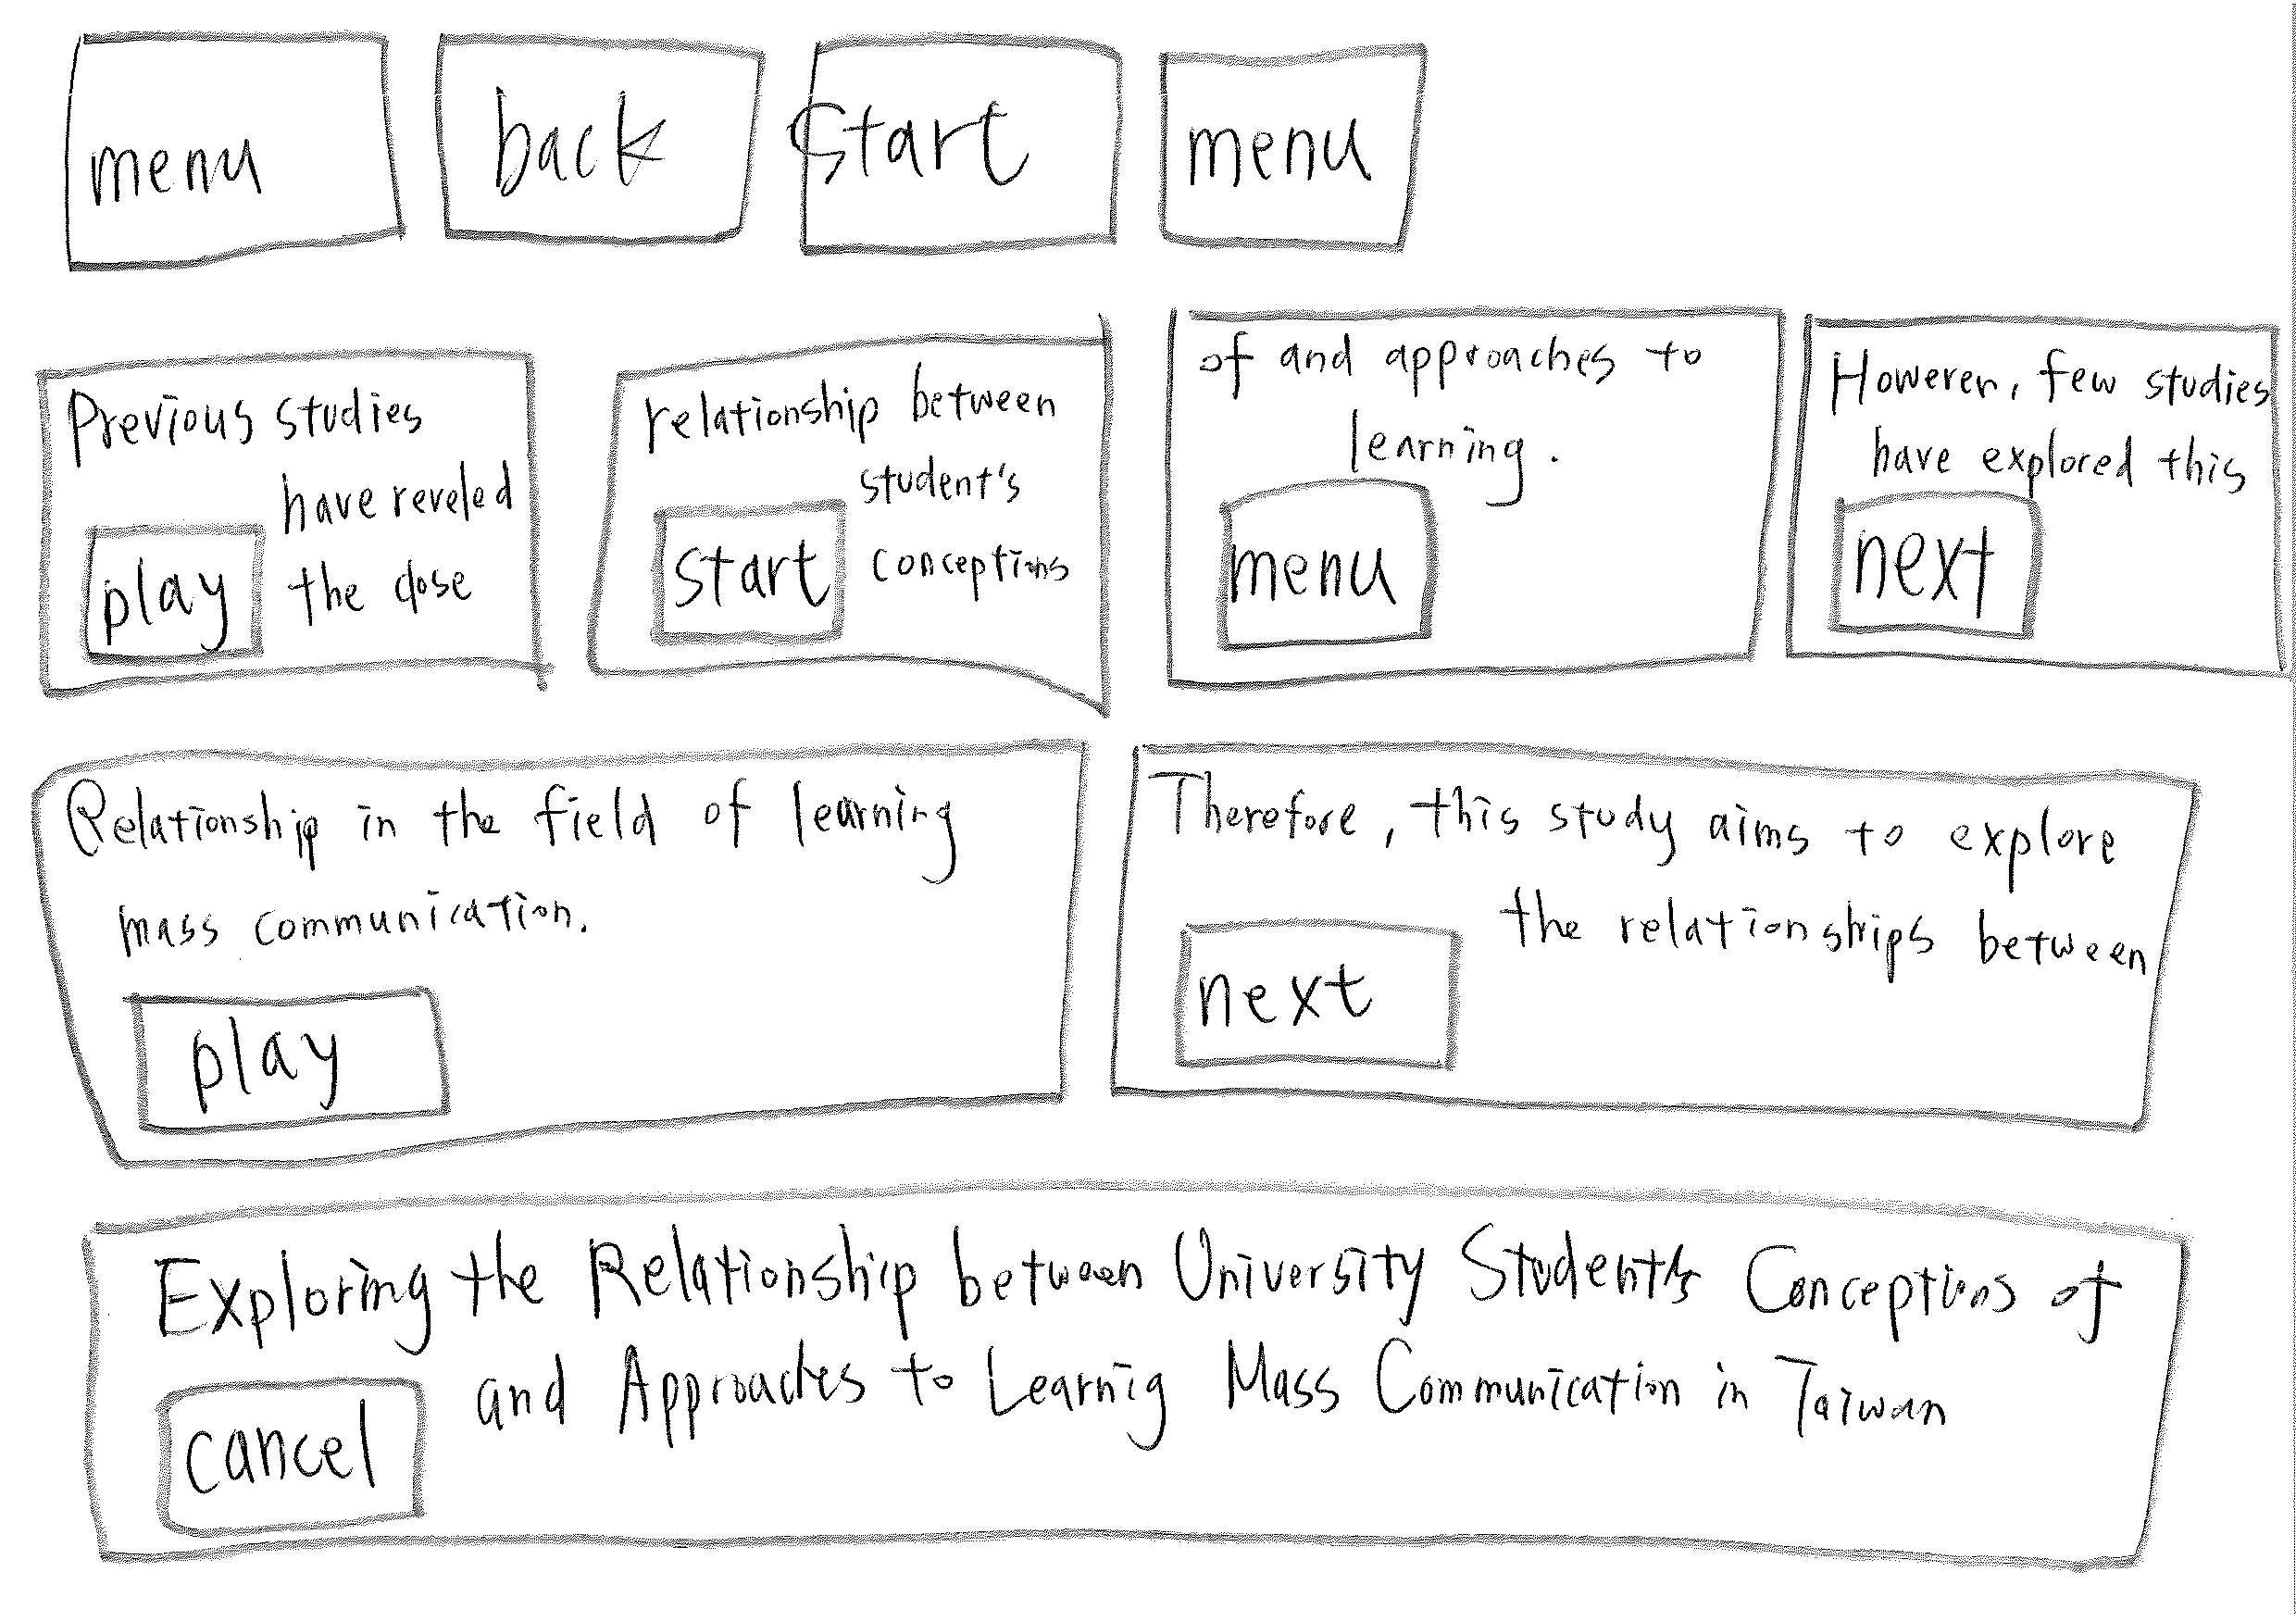 menu
back
start
menu
Previous studies
have reveled
the close
play
relationship between
student's
conceptions
start
of and approaches to
learning.
menu
However, few studies
have explored this
next
Relationship in the field of learning
mass communication.
play
Therefore, this study aims to explore
the relationships between
next
Exploring the Relationship between University Students Conceptions of
and Approaches to Learnig Mass Communication in Taiwan
cancel